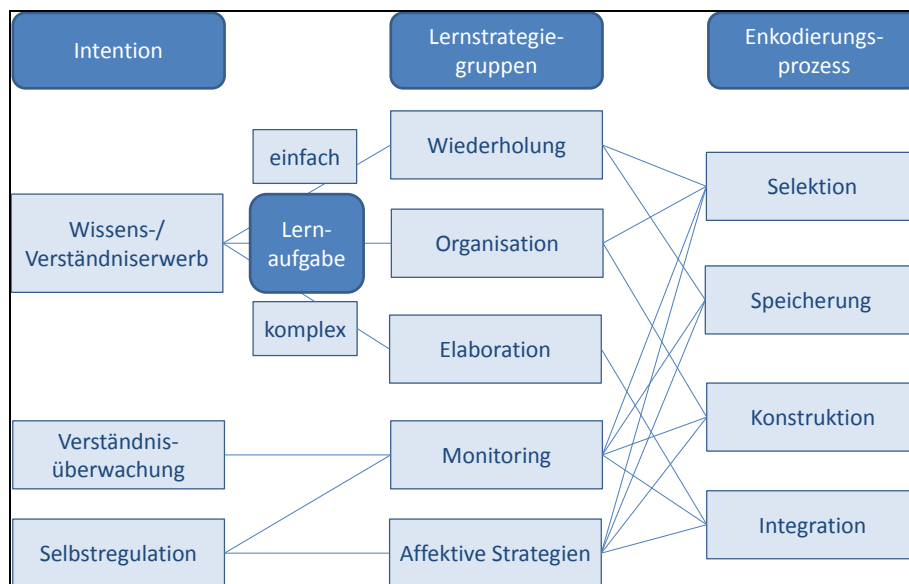 Intention
Lernstrategie-
gruppen
Enkodierungs-
prozess
einfach
Wissens-/
Verständniserwerb
Lern-
aufgabe
komplex
Verständnis-
überwachung
Selbstregulation
Wiederholung
Organisation
Elaboration
Monitoring
Affektive Strategien
Selektion
Speicherung
Konstruktion
Integration